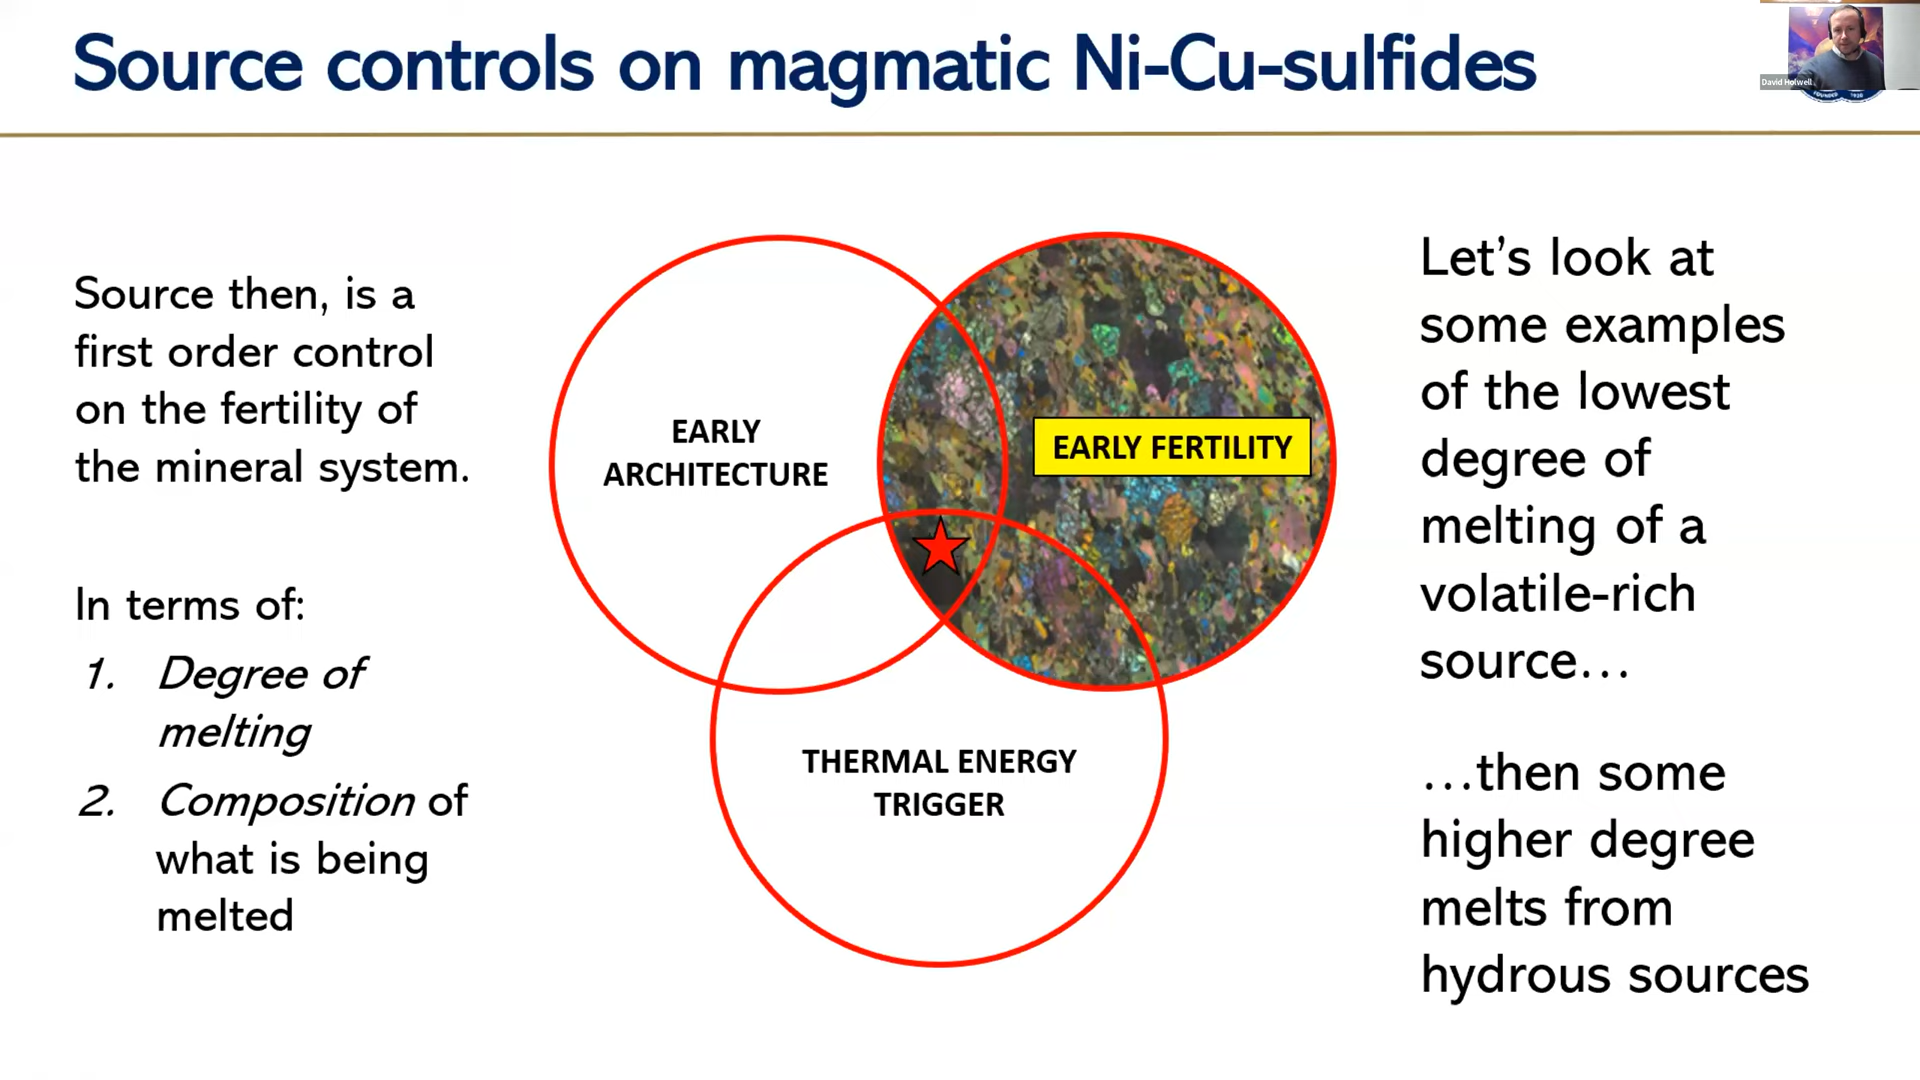 Source controls on magmatic Ni-Cu-sulfides
David Holwell
FOUNDED 1920
Source then, is a
first order control
on the fertility of
the mineral system.
In terms of:
1. Degree of
melting
2. Composition of
what is being
melted
EARLY
ARCHITECTURE
EARLY FERTILITY
THERMAL ENERGY
TRIGGER
Let’s look at
some examples
of the lowest
degree of
melting of a
volatile-rich
source…
…then some
higher degree
melts from
hydrous sources